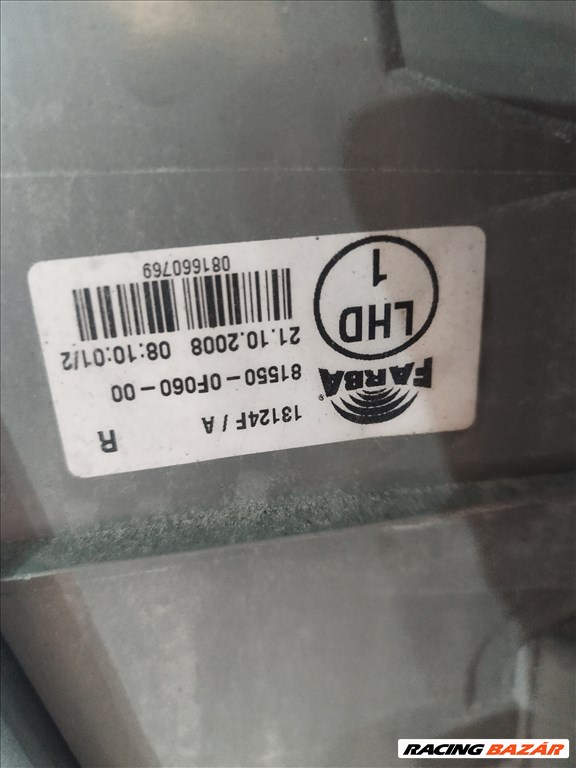 13124F / A R
FARBA®
81550-0F060-00
21.10.2008 08:10:01/2
LHD
1
081660769
RACING BAZÁR